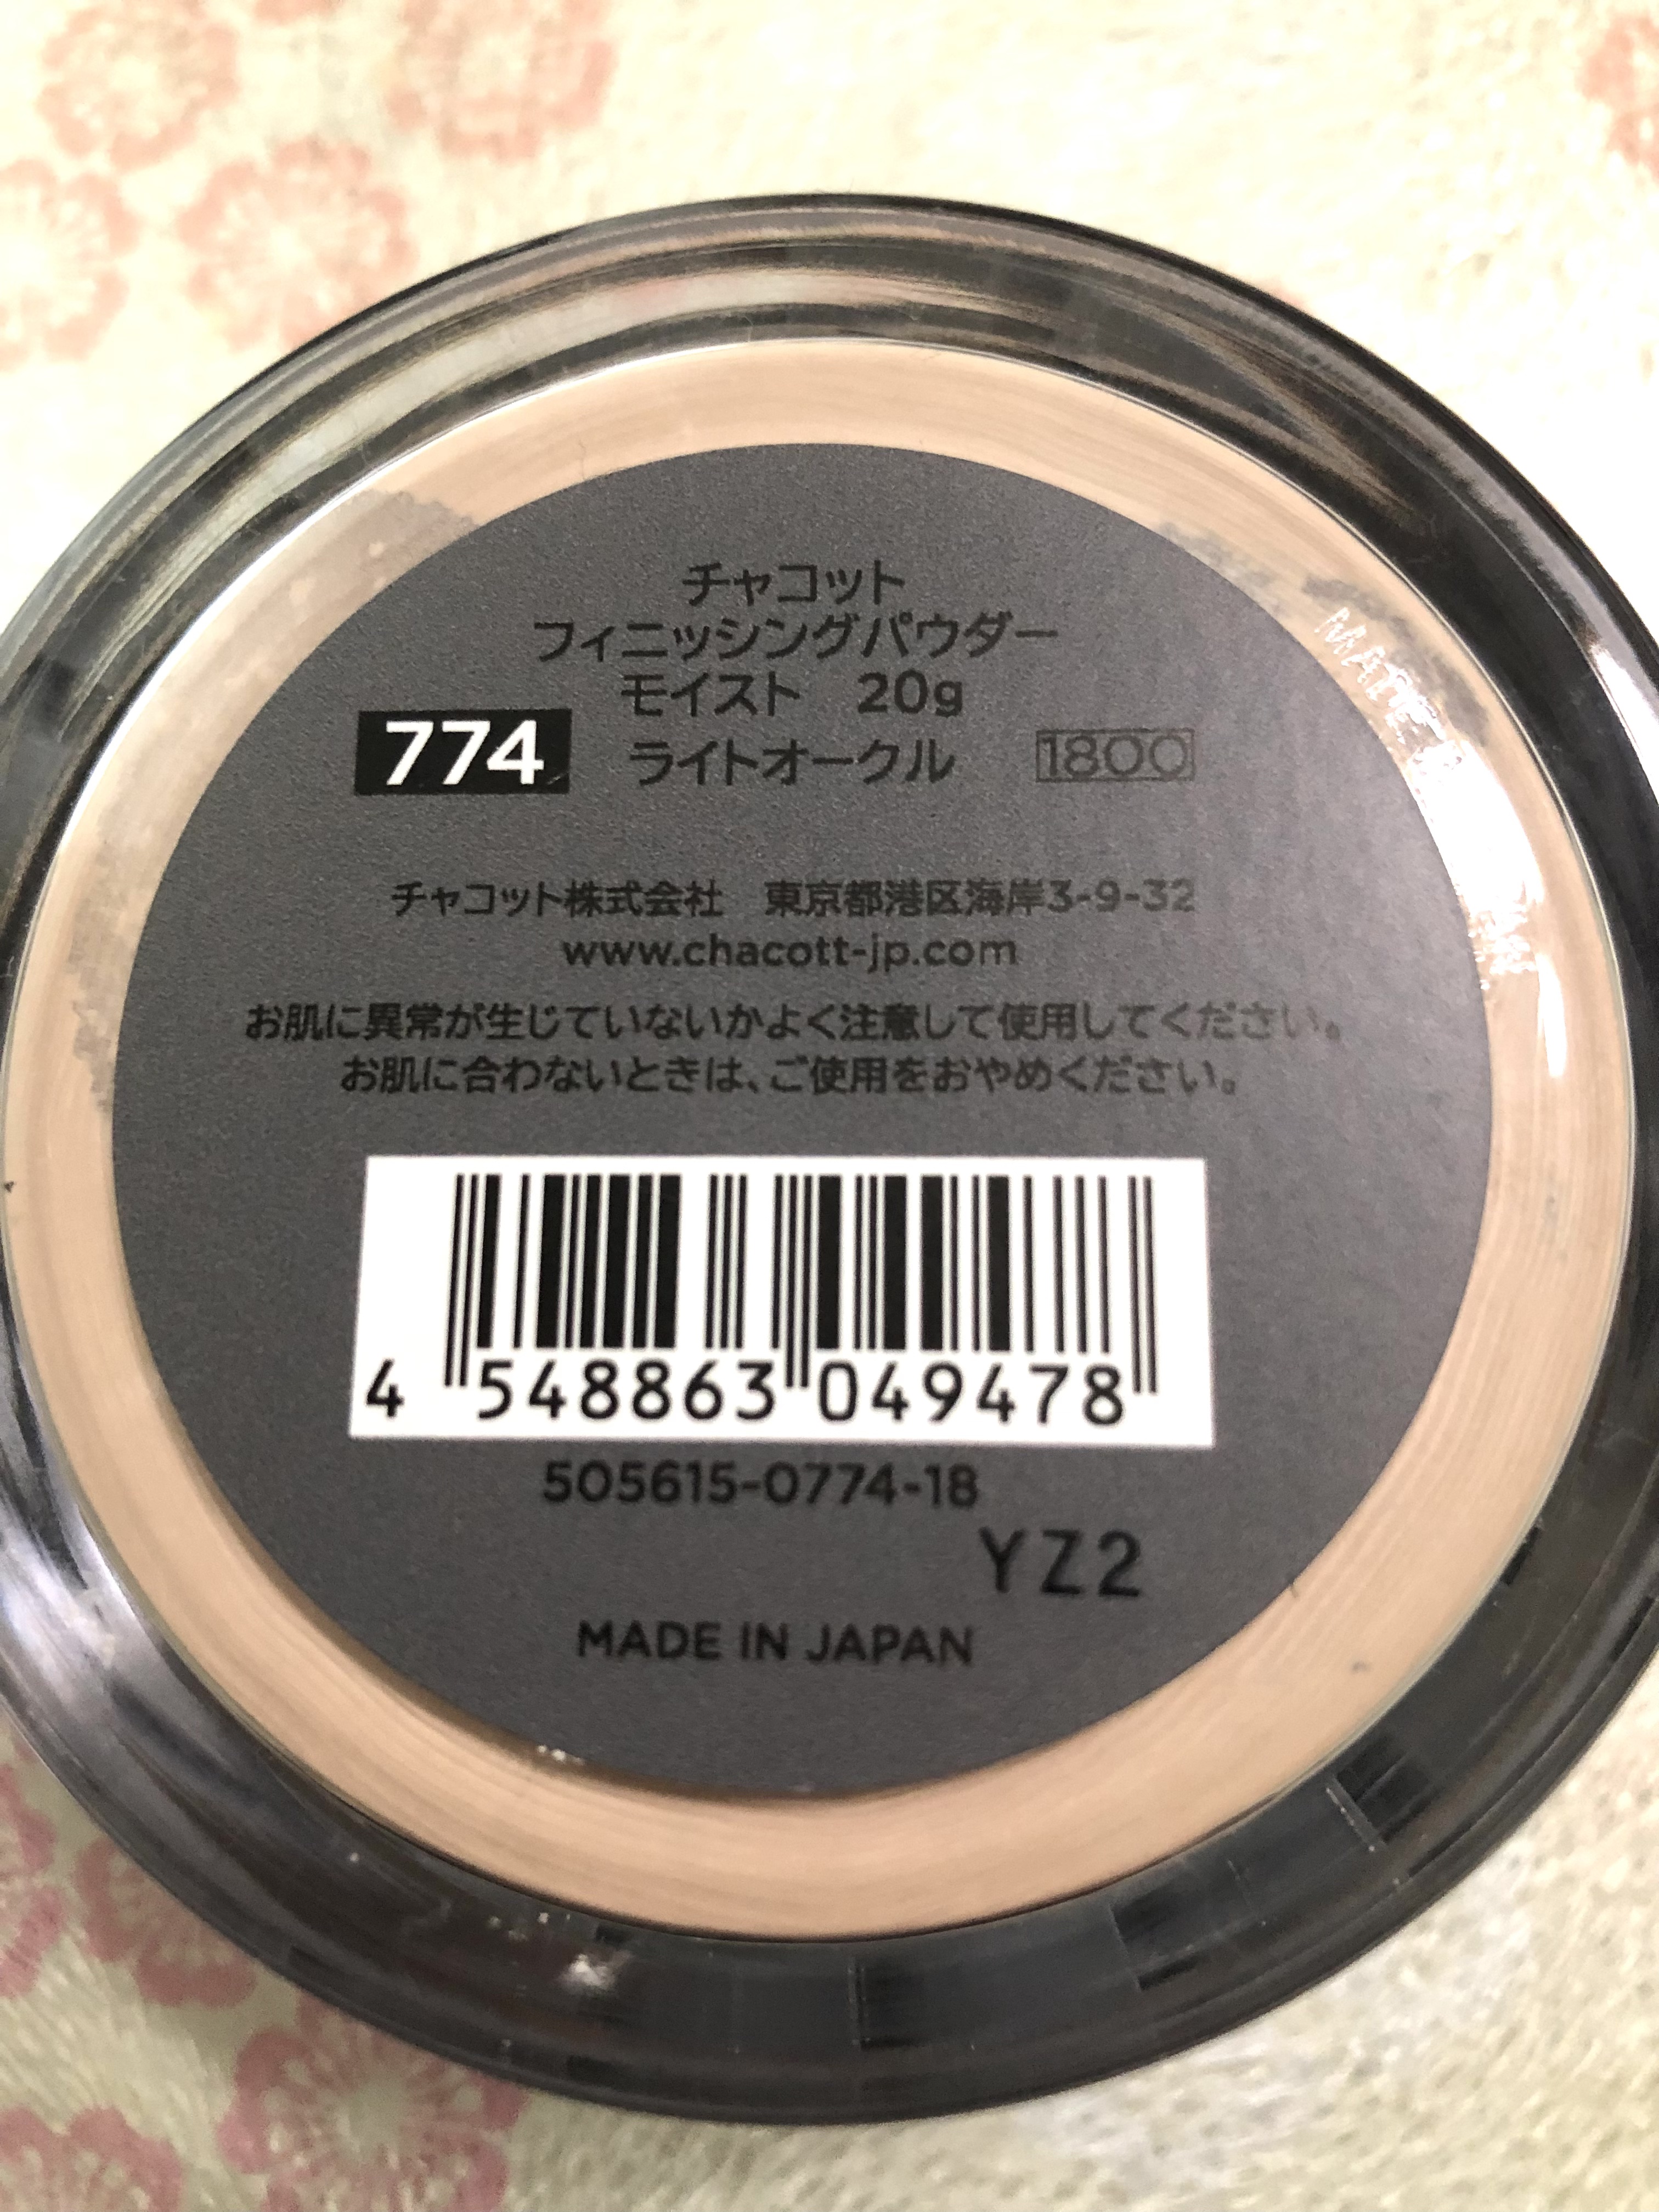 チャコット
フィニッシングパウダー
モイスト 20g
774 ライトオークル 1800
チャコット株式会社 東京都港区海岸3-9-32
www.chacott-jp.com
お肌に異常が生じていないかよく注意して使用してください。
お肌に合わないときは、ご使用をおやめください。
4 548863 049478
505615-0774-18
YZ2
MADE IN JAPAN
MADE